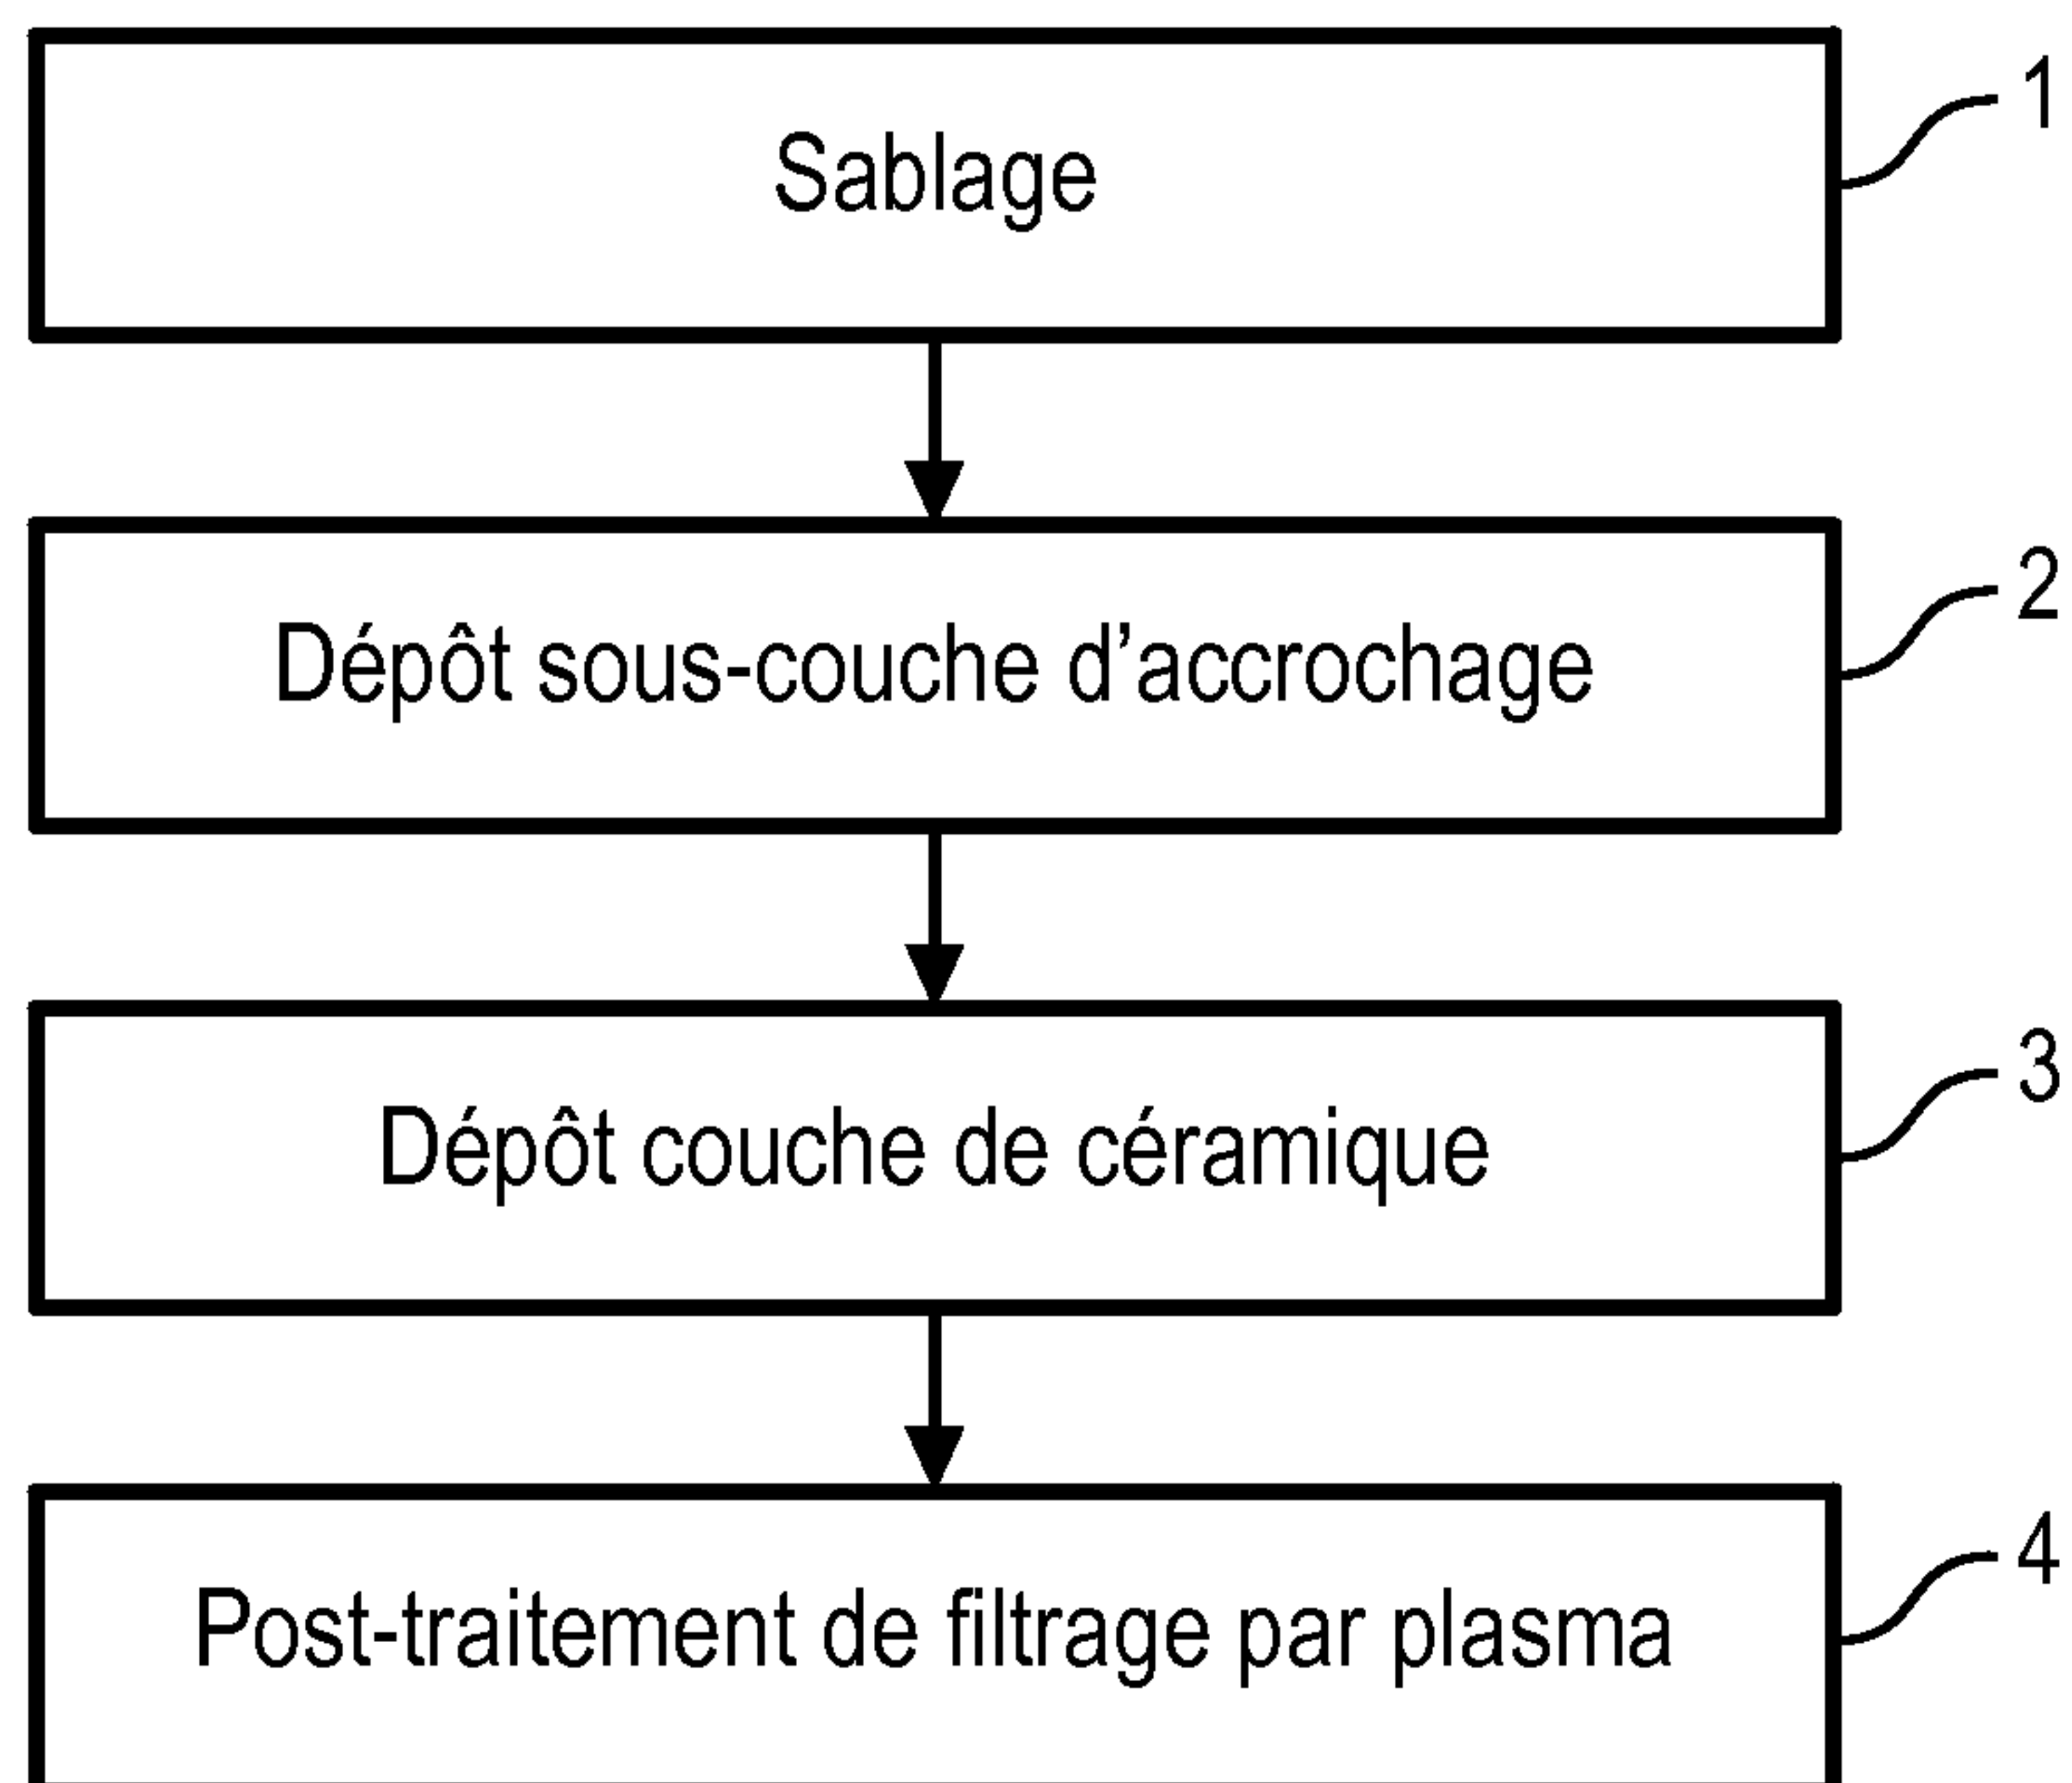 Sablage
1
Dépôt sous-couche d’accrochage
2
Dépôt couche de céramique
3
Post-traitement de filtrage par plasma
4